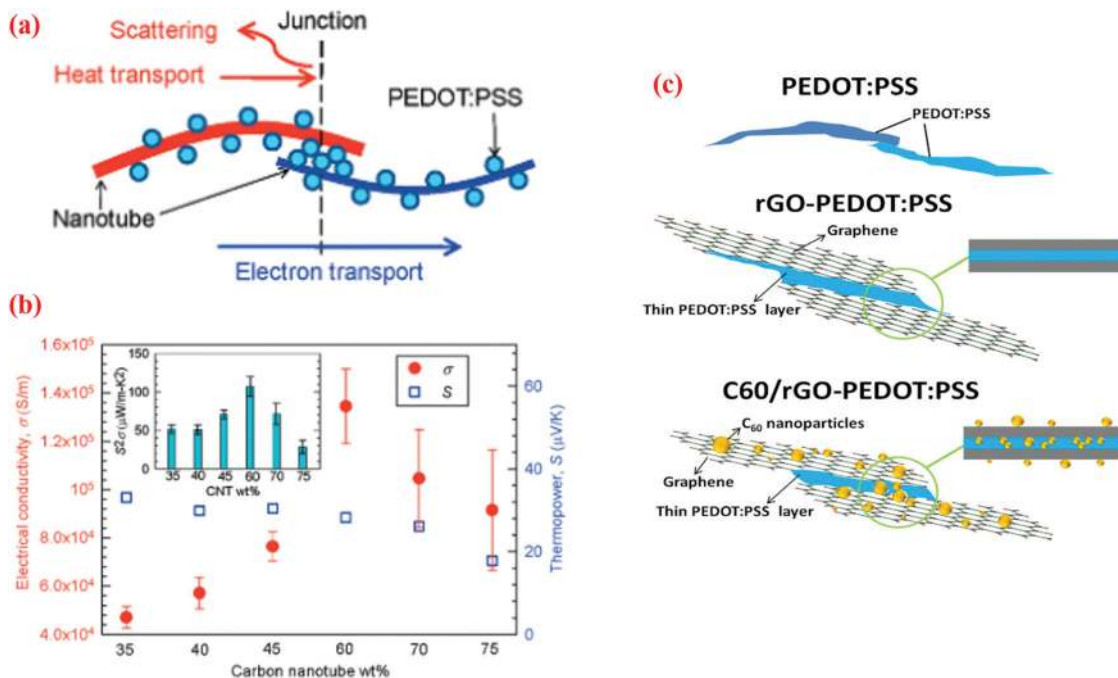 (a)
Scattering
Junction
Heat transport
PEDOT:PSS
Nanotube
Electron transport
(b)
Electrical conductivity, σ (S/m)
1.6x10⁵
1.4x10⁵
1.2x10⁵
10⁵
8.0x10⁴
6.0x10⁴
4.0x10⁴
S²σ (μW/m-K2)
150
100
50
0
35 40 45 60 70 75
CNT wt%
σ
S
60
40
20
0
Thermopower, S (μV/K)
35 40 45 60 70 75
Carbon nanotube wt%
(c)
PEDOT:PSS
PEDOT:PSS
rGO-PEDOT:PSS
Graphene
Thin PEDOT:PSS layer
C60/rGO-PEDOT:PSS
C₆₀ nanoparticles
Graphene
Thin PEDOT:PSS layer